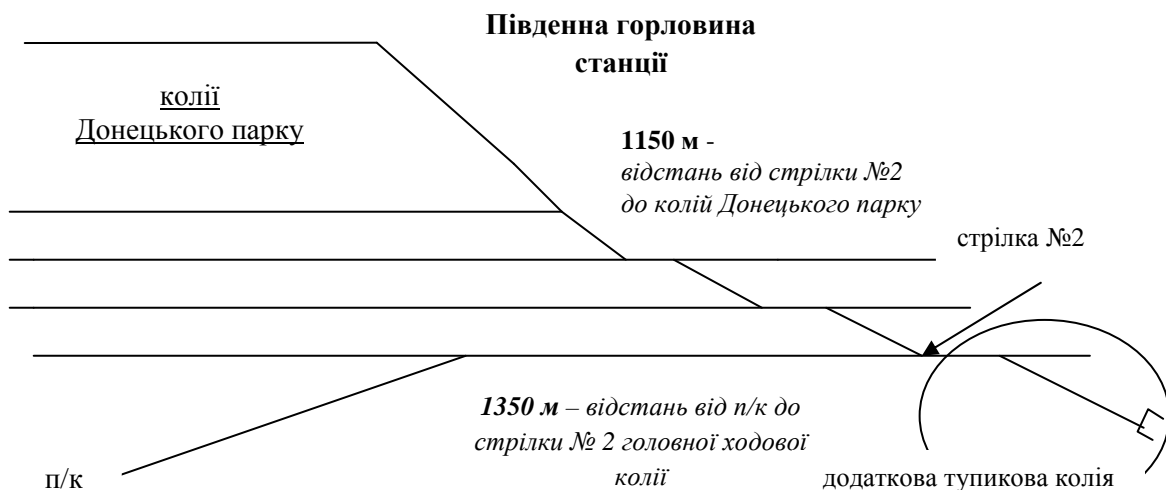 Південна горловина
станції
колії
Донецького парку
1150 м -
відстань від стрілки №2
до колій Донецького парку
стрілка №2
1350 м – відстань від п/к до
стрілки № 2 головної ходової
колії
п/к
додаткова тупикова колія